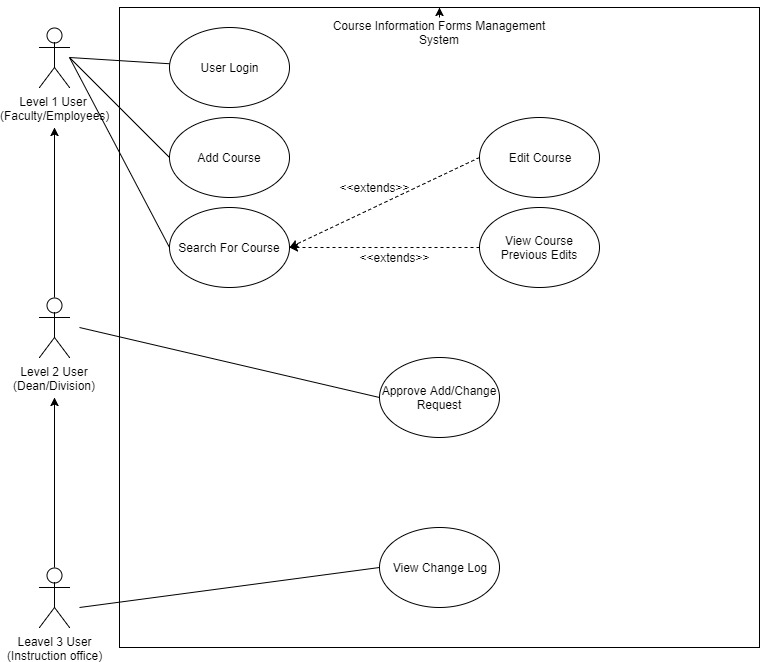 Course Information Forms Management
System
User Login
Level 1 User
(Faculty/Employees)
Add Course
Edit Course
<<extends>>
Search For Course
View Course
Previous Edits
<<extends>>
Level 2 User
(Dean/Division)
Approve Add/Change
Request
View Change Log
Leavel 3 User
(Instruction office)